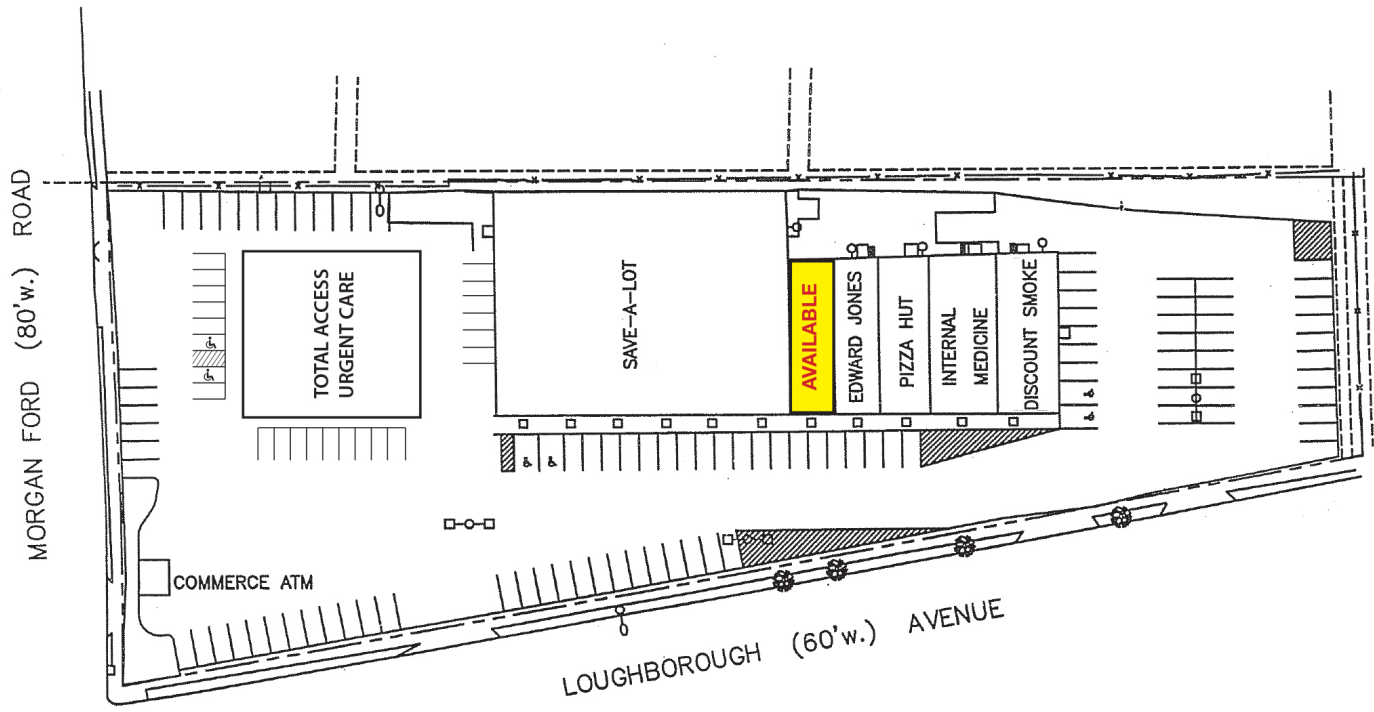 MORGAN FORD (80'w.) ROAD
TOTAL ACCESS
URGENT CARE
SAVE-A-LOT
AVAILABLE
EDWARD JONES
PIZZA HUT
INTERNAL
MEDICINE
DISCOUNT SMOKE
COMMERCE ATM
LOUGHBOROUGH (60'w.) AVENUE